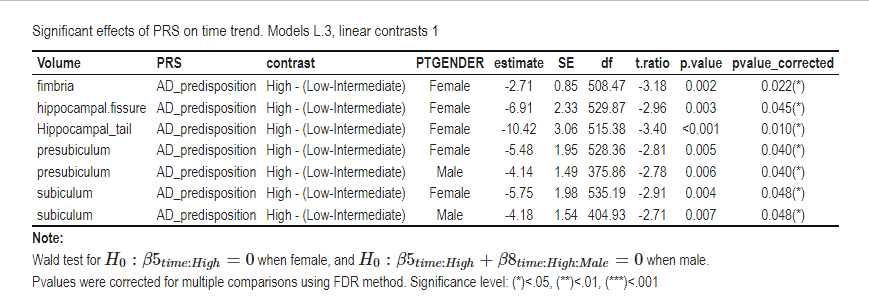 Significant effects of PRS on time trend. Models L.3, linear contrasts 1
Volume PRS contrast PTGENDER estimate SE df t.ratio p.value pvalue_corrected
fimbria AD_predisposition High - (Low-Intermediate) Female -2.71 0.85 508.47 -3.18 0.002 0.022(*)
hippocampal.fissure AD_predisposition High - (Low-Intermediate) Female -6.91 2.33 529.87 -2.96 0.003 0.045(*)
Hippocampal_tail AD_predisposition High - (Low-Intermediate) Female -10.42 3.06 515.38 -3.40 <0.001 0.010(*)
presubiculum AD_predisposition High - (Low-Intermediate) Female -5.48 1.95 528.36 -2.81 0.005 0.040(*)
presubiculum AD_predisposition High - (Low-Intermediate) Male -4.14 1.49 375.86 -2.78 0.006 0.040(*)
subiculum AD_predisposition High - (Low-Intermediate) Female -5.75 1.98 535.19 -2.91 0.004 0.048(*)
subiculum AD_predisposition High - (Low-Intermediate) Male -4.18 1.54 404.93 -2.71 0.007 0.048(*)
Note:
Wald test for H0 : β5time:High = 0 when female, and H0 : β5time:High + β8time:High:Male = 0 when male.
Pvalues were corrected for multiple comparisons using FDR method. Significance level: (*)<.05, (**)<.01, (***)<.001